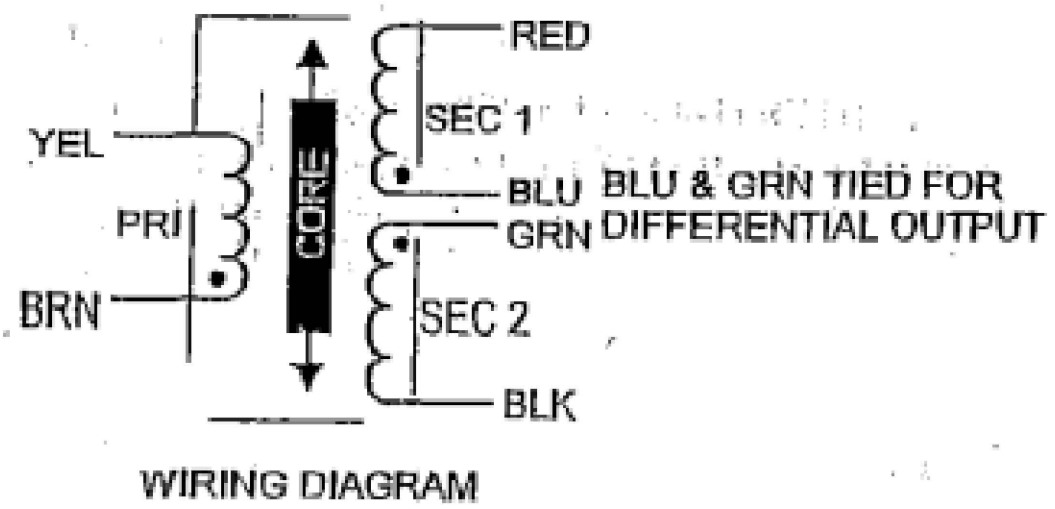 RED
SEC 1
YEL
CORE
BLU BLU & GRN TIED FOR
PRI
GRN DIFFERENTIAL OUTPUT
BRN
SEC 2
BLK
WIRING DIAGRAM